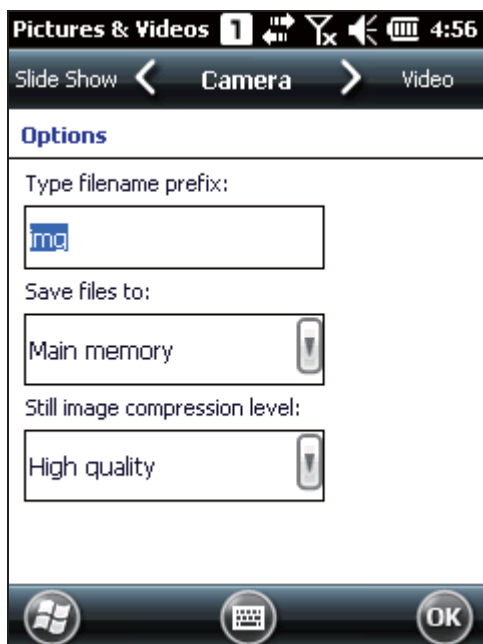 Pictures & Videos 1 4:56
Slide Show Camera Video
Options
Type filename prefix:
img
Save files to:
Main memory
Still image compression level:
High quality
OK